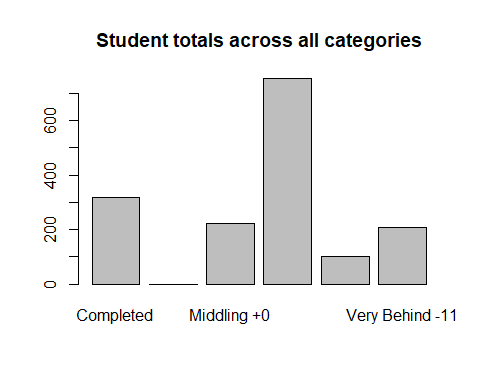 Student totals across all categories
600
400
200
0
Completed
Middling +0
Very Behind -11